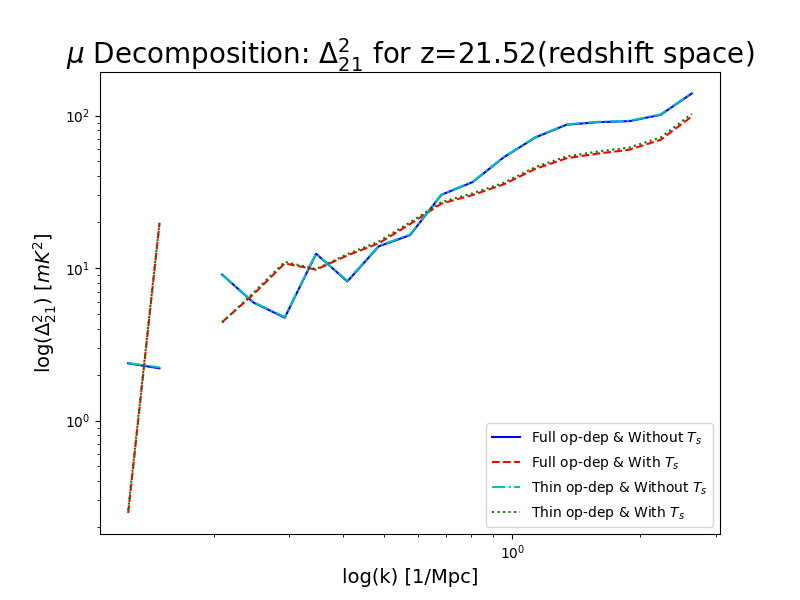 μ Decomposition: Δ²₂₁ for z=21.52(redshift space)
10²
10¹
10⁰
log(Δ²₂₁) [mK²]
Full op-dep & Without Tₛ
Full op-dep & With Tₛ
Thin op-dep & Without Tₛ
Thin op-dep & With Tₛ
10⁰
log(k) [1/Mpc]